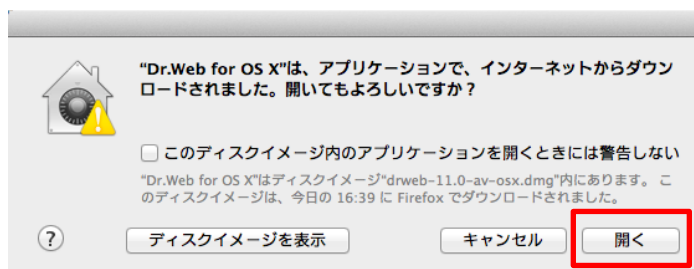 “Dr.Web for OS X”は、アプリケーションで、インターネットからダウン
ロードされました。開いてもよろしいですか？
このディスクイメージ内のアプリケーションを開くときには警告しない
“Dr.Web for OS X”はディスクイメージ“drweb-11.0-av-osx.dmg”内にあります。 こ
のディスクイメージは、今日の 16:39 に Firefox でダウンロードされました。
? ディスクイメージを表示 キャンセル 開く